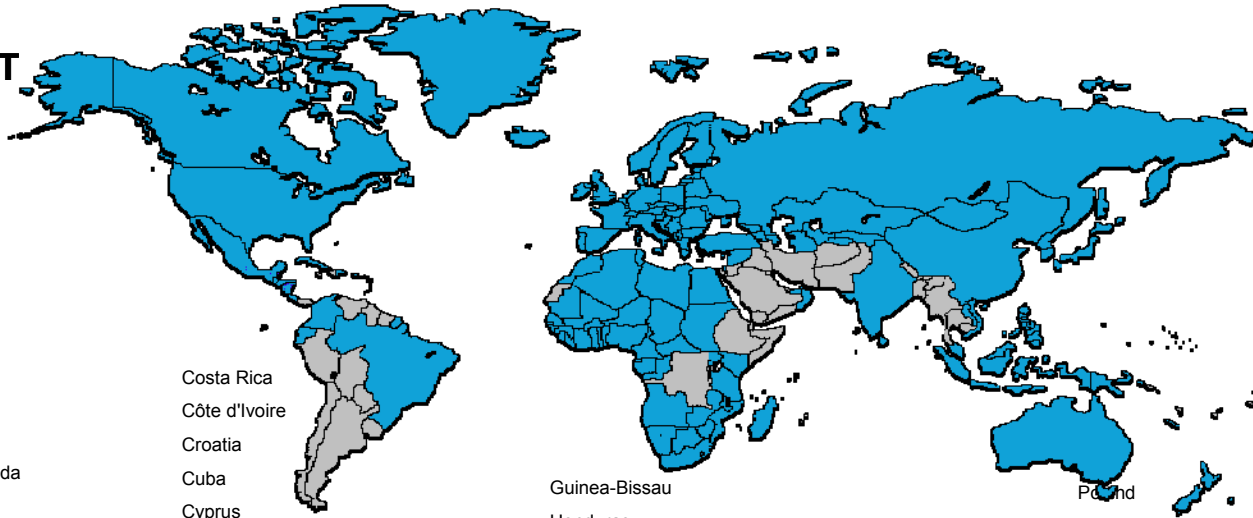 T
Costa Rica
Côte d'Ivoire
Croatia
da
Cuba
Cyprus
Guinea-Bissau